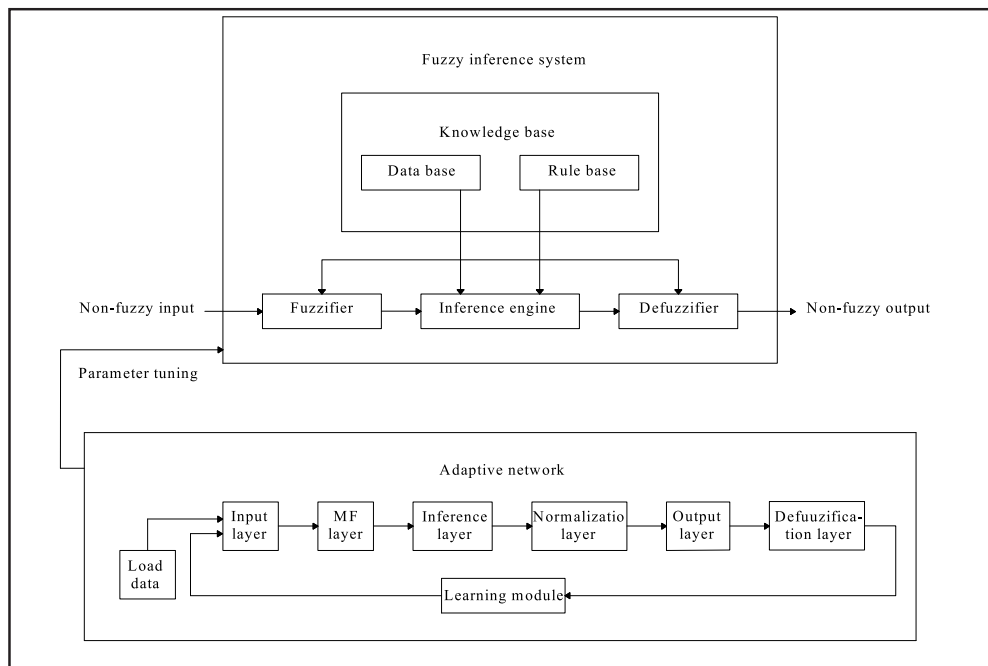 Fuzzy inference system
Knowledge base
Data base
Rule base
Non-fuzzy input
Fuzzifier
Inference engine
Defuzzifier
Non-fuzzy output
Parameter tuning
Adaptive network
Input
layer
MF
layer
Inference
layer
Normalizatio
layer
Output
layer
Defuuzifica-
tion layer
Load
data
Learning module